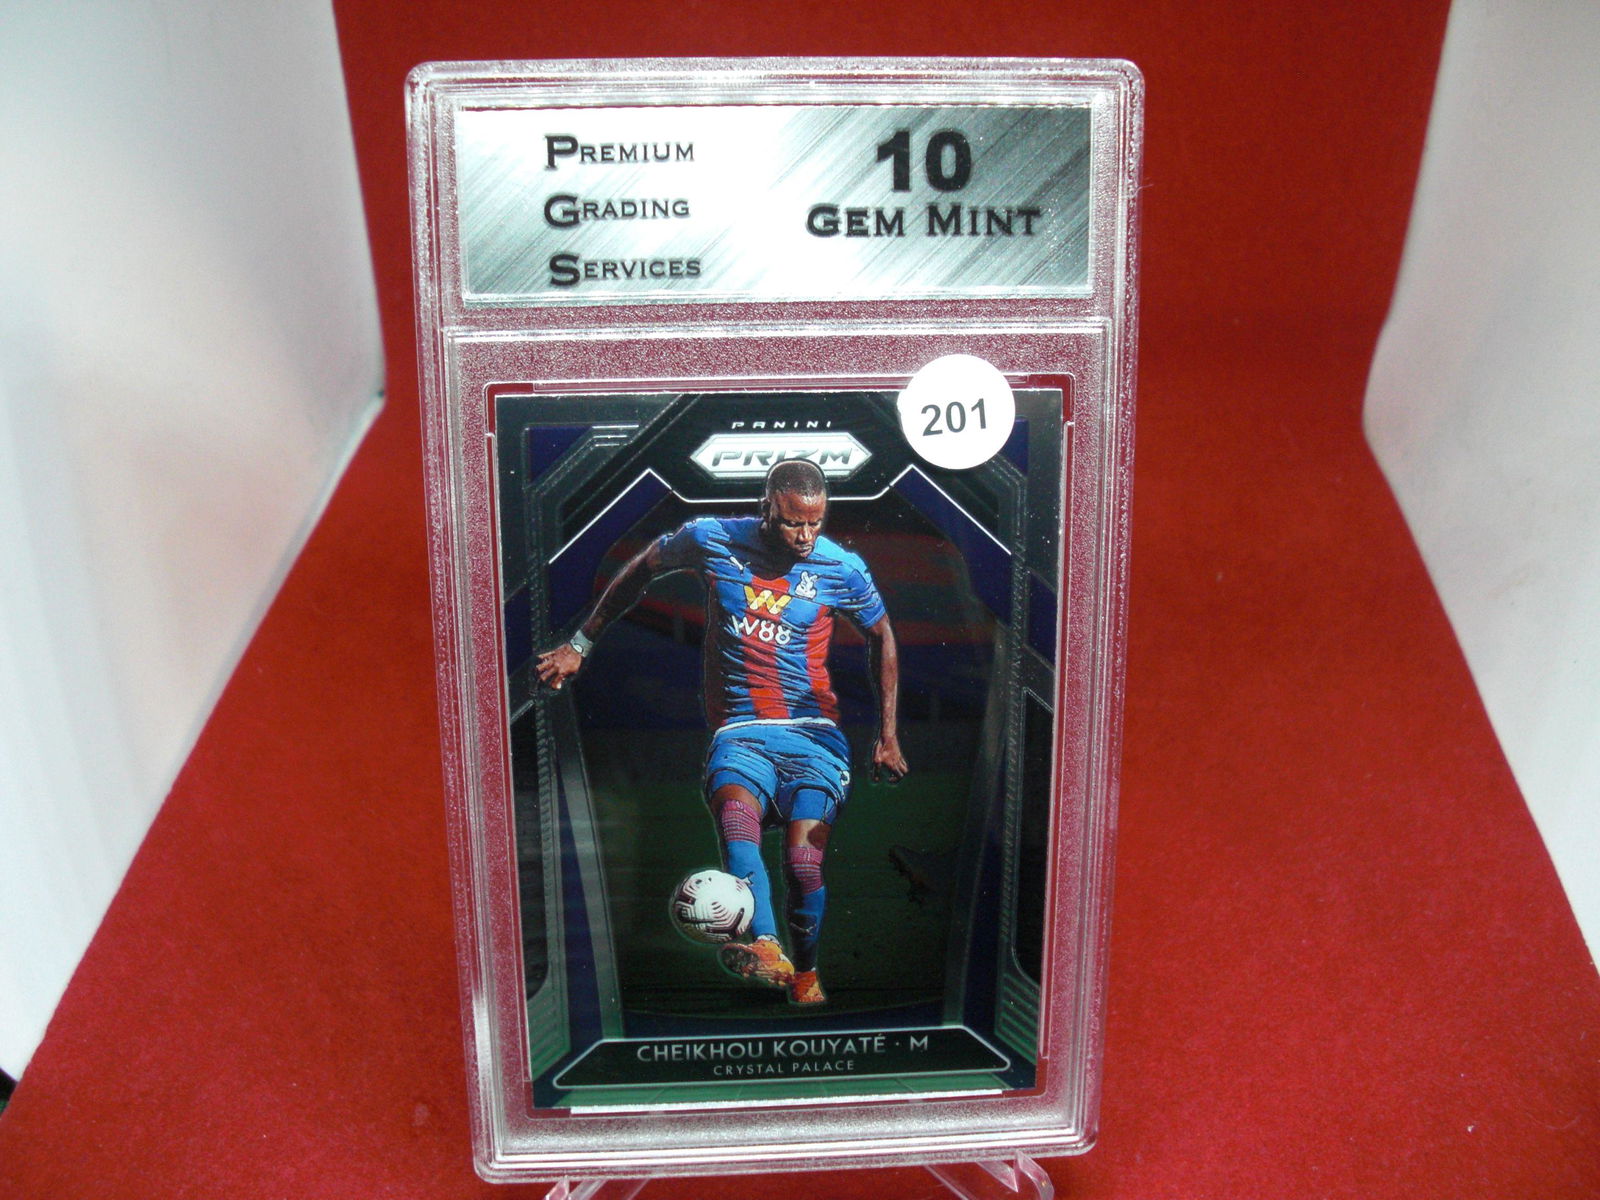 PREMIUM
GRADING
SERVICES
10
GEM MINT
201
PANINI
PRIZM
W
W88
CHEIKHOU KOUYATÉ · M
CRYSTAL PALACE